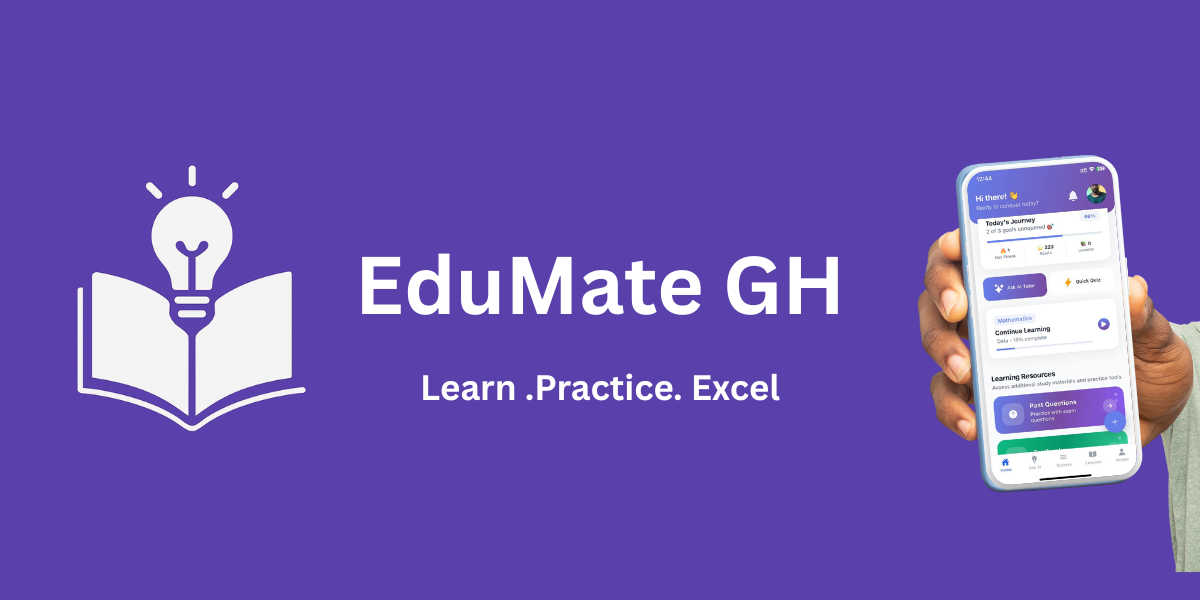 EduMate GH
Learn .Practice. Excel
12:44
Hi there! 👋
Ready to conquer today?
Today's Journey
66%
2 of 3 goals conquered 🎯
🔥 1
Day Streak
⭐ 323
Points
📚 0
Lessons
Ask AI Tutor
Quick Quiz
Mathematics
Continue Learning
Data • 18% complete
Learning Resources
Access additional study materials and practice tools
Past Questions
Practice with exam
questions
Home
Ask AI
Quizzes
Lessons
Profile